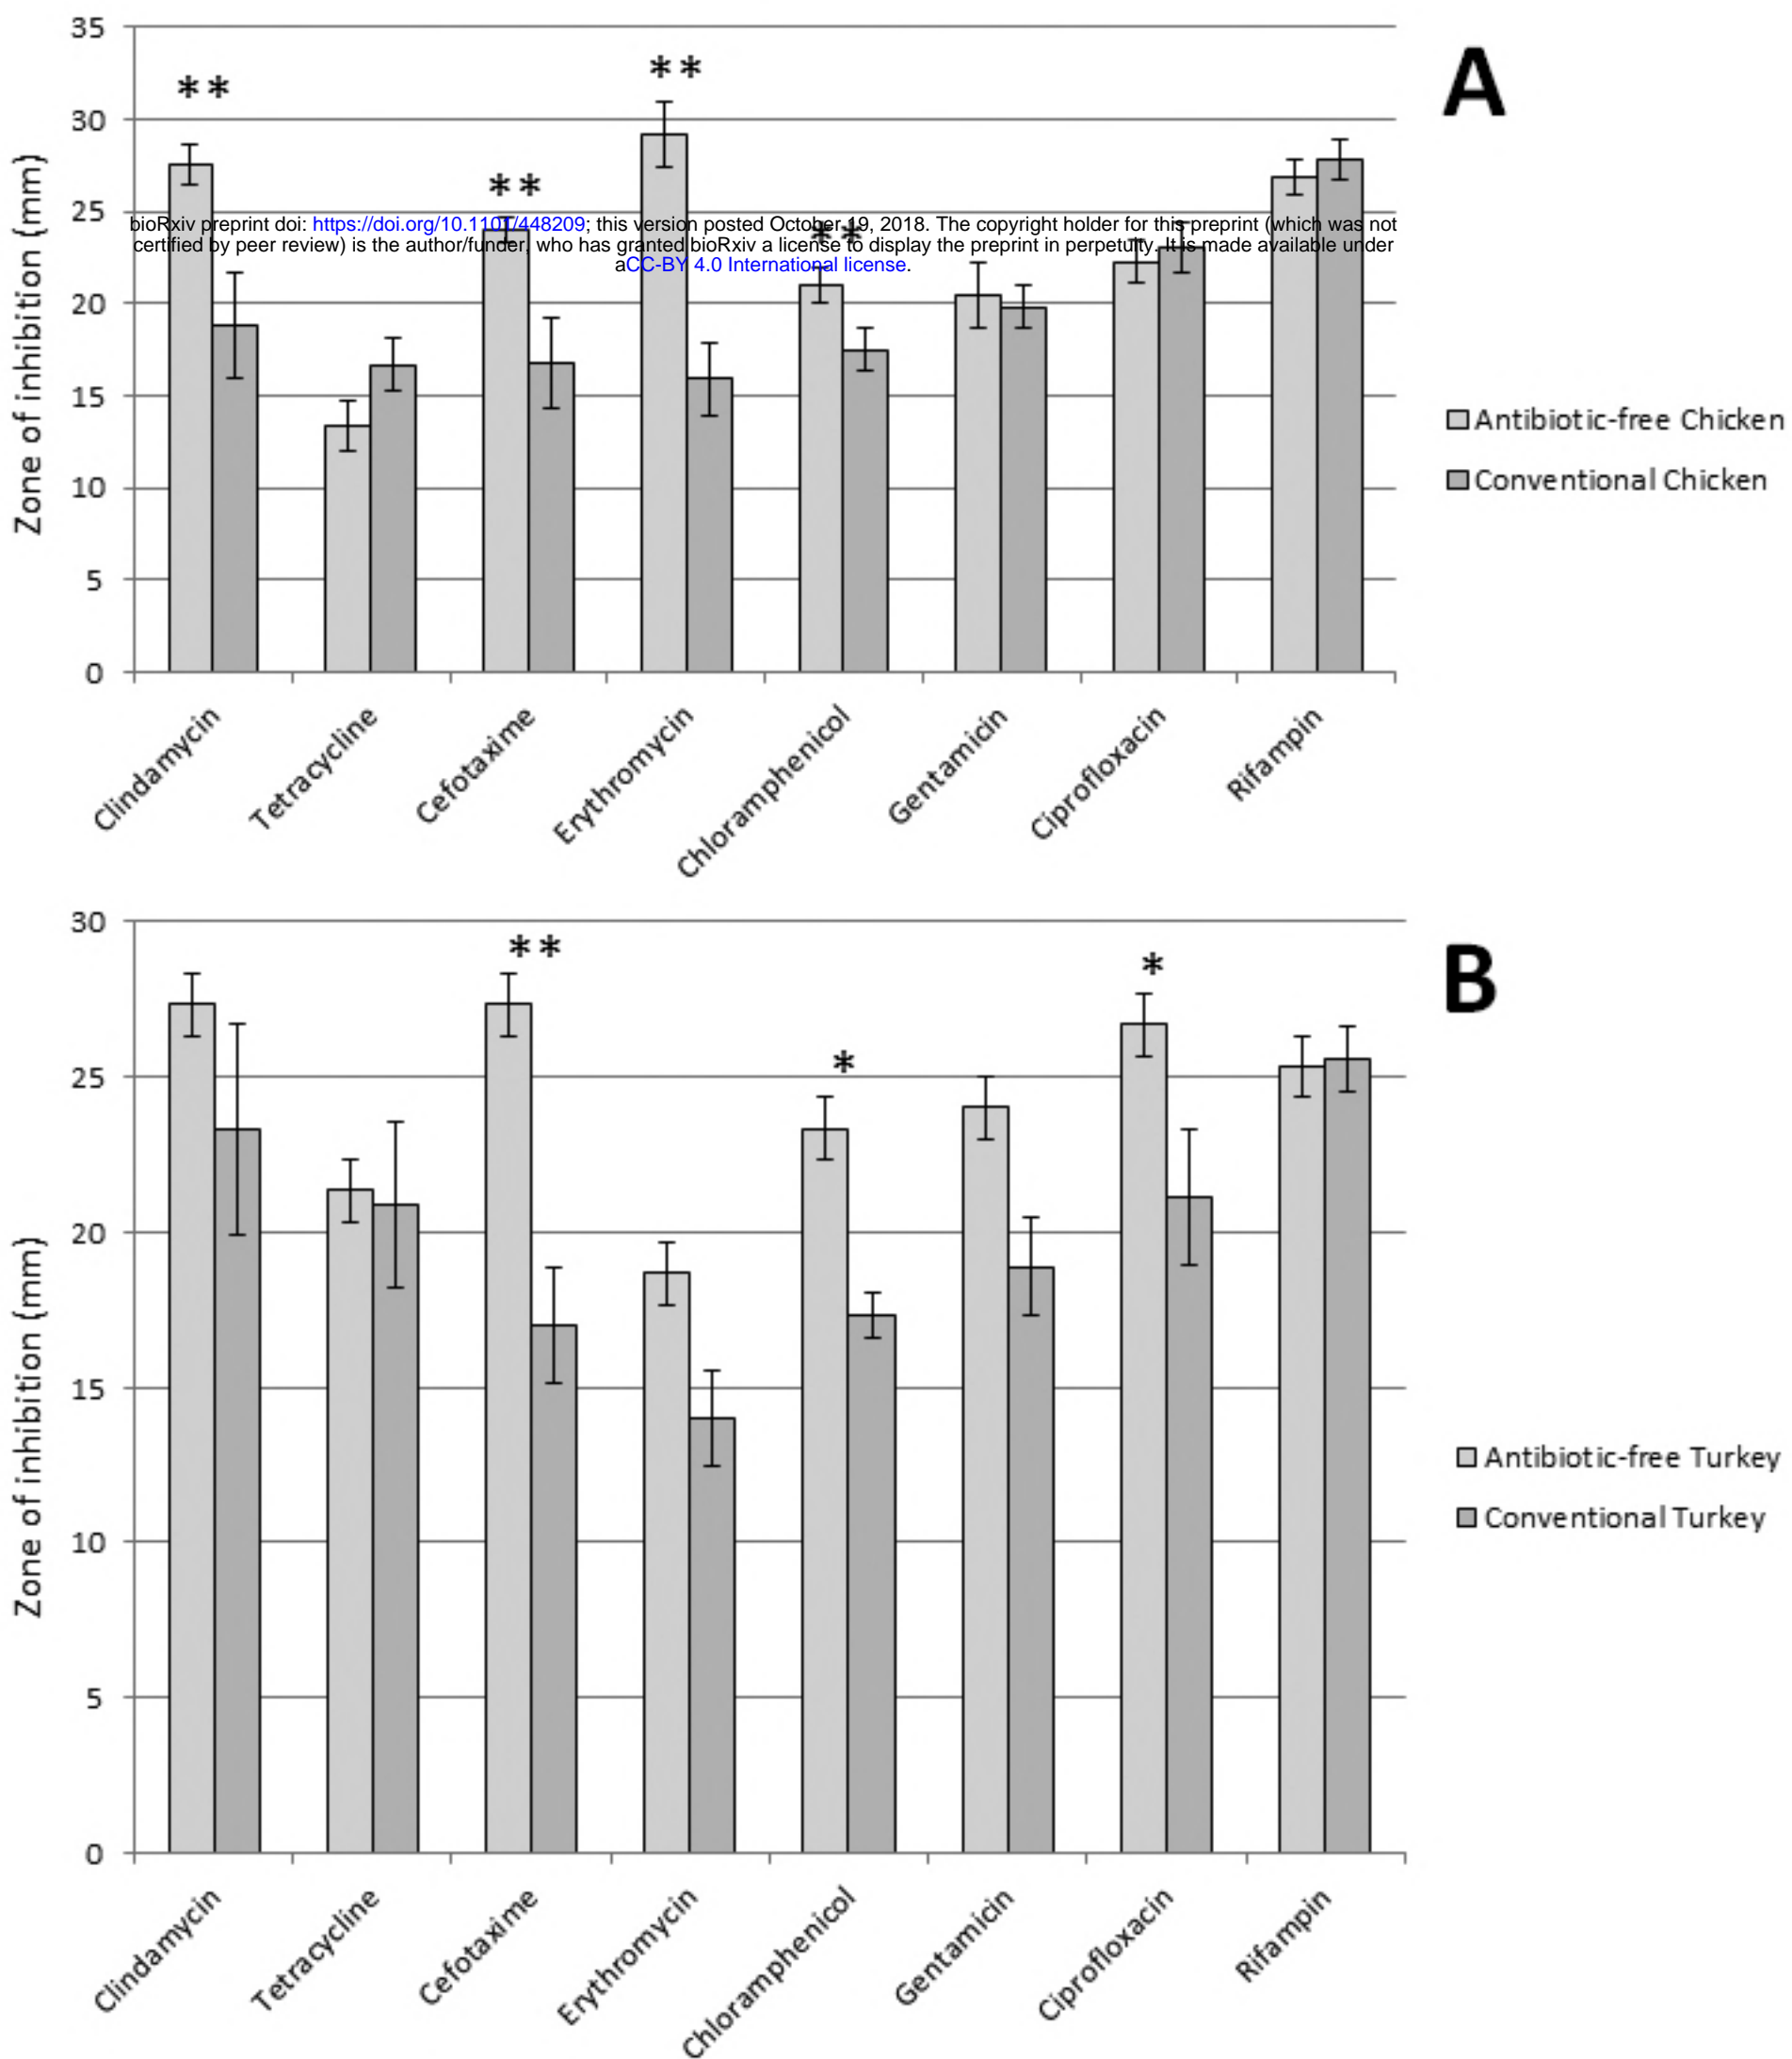 35
**
**
A
30
**
25
bioRxiv preprint doi: https://doi.org/10.1101/448209; this version posted October 19, 2018. The copyright holder for this preprint (which was not
certified by peer review) is the author/funder, who has granted bioRxiv a license to display the preprint in perpetuity. It is made available under
aCC-BY 4.0 International license.
**
20
15
10
5
0
Zone of inhibition (mm)
Antibiotic-free Chicken
Conventional Chicken
Clindamycin
Tetracycline
Cefotaxime
Erythromycin
Chloramphenicol
Gentamicin
Ciprofloxacin
Rifampin
30
**
*
B
*
25
20
15
10
5
0
Zone of inhibition (mm)
Antibiotic-free Turkey
Conventional Turkey
Clindamycin
Tetracycline
Cefotaxime
Erythromycin
Chloramphenicol
Gentamicin
Ciprofloxacin
Rifampin